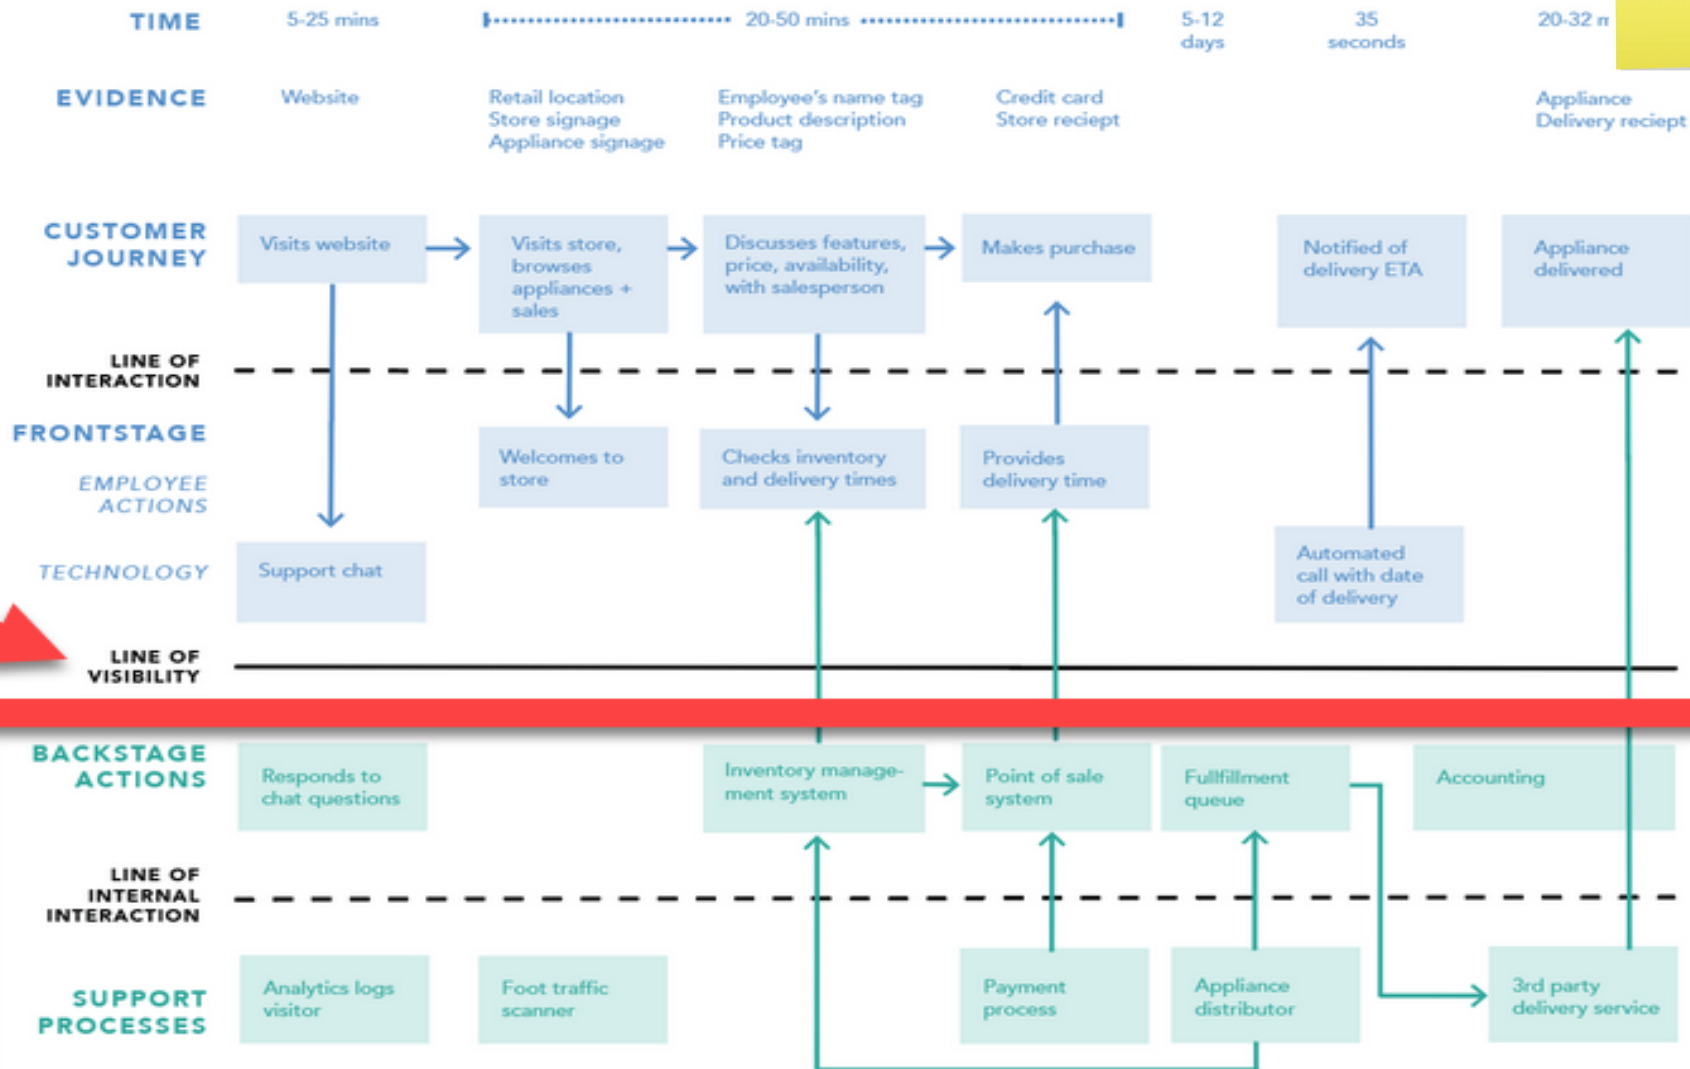 TIME
5-25 mins
20-50 mins
5-12
days
35
seconds
20-32
EVIDENCE
Website
Retail location
Store signage
Appliance signage
Employee's name tag
Product description
Price tag
Credit card
Store reciept
Appliance
Delivery reciept
CUSTOMER
JOURNEY
Visits website
Visits store,
browses
appliances +
sales
Discusses features,
price, availability,
with salesperson
Makes purchase
Notified of
delivery ETA
Appliance
delivered
LINE OF
INTERACTION
FRONTSTAGE
EMPLOYEE
ACTIONS
Welcomes to
store
Checks inventory
and delivery times
Provides
delivery time
TECHNOLOGY
Support chat
Automated
call with date
of delivery
LINE OF
VISIBILITY
BACKSTAGE
ACTIONS
Responds to
chat questions
Inventory manage-
ment system
Point of sale
system
Fullfillment
queue
Accounting
LINE OF
INTERNAL
INTERACTION
SUPPORT
PROCESSES
Analytics logs
visitor
Foot traffic
scanner
Payment
process
Appliance
distributor
3rd party
delivery service